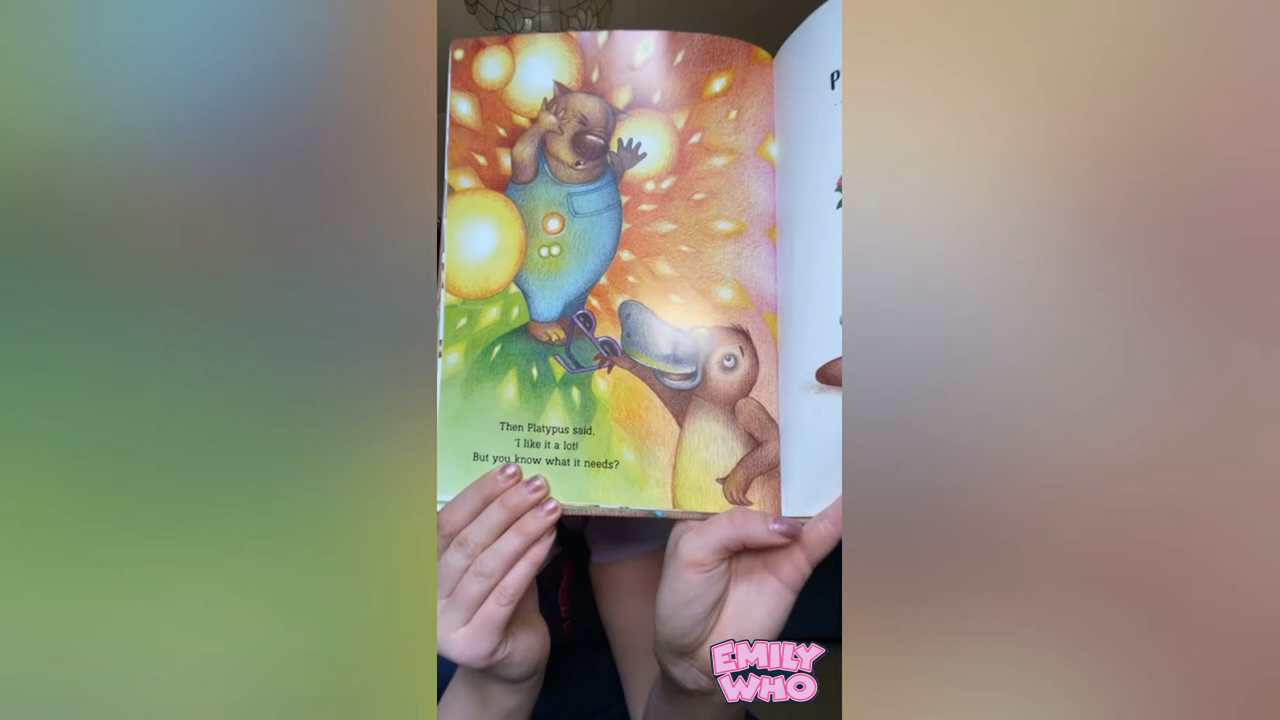 Then Platypus said,
'I like it a lot!
But you know what it needs?
P
EMILY
WHO